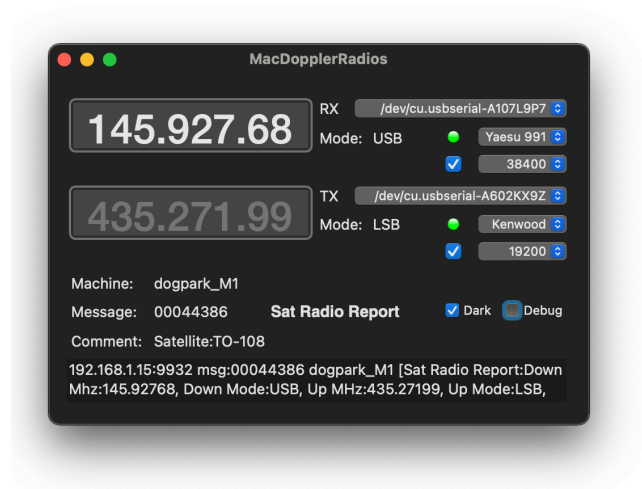 MacDopplerRadios
145.927.68
RX /dev/cu.usbserial-A107L9P7
Mode: USB Yaesu 991
38400
435.271.99
TX /dev/cu.usbserial-A602KX9Z
Mode: LSB Kenwood
19200
Machine: dogpark_M1
Message: 00044386 Sat Radio Report Dark Debug
Comment: Satellite:TO-108
192.168.1.15:9932 msg:00044386 dogpark_M1 [Sat Radio Report:Down
Mhz:145.92768, Down Mode:USB, Up MHz:435.27199, Up Mode:LSB,